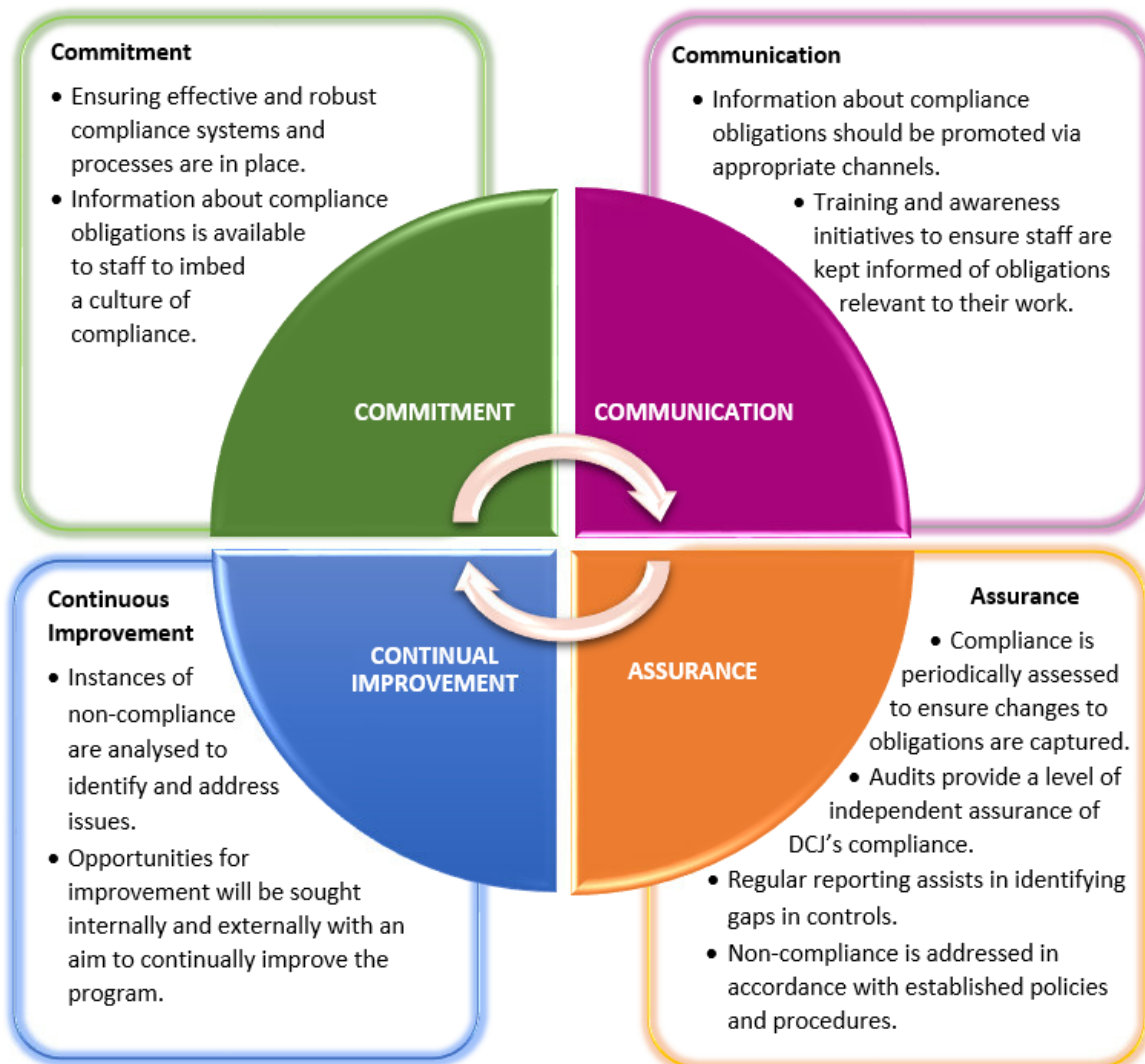 Commitment
• Ensuring effective and robust
compliance systems and
processes are in place.
• Information about compliance
obligations is available
to staff to imbed
a culture of
compliance.
Communication
• Information about compliance
obligations should be promoted via
appropriate channels.
• Training and awareness
initiatives to ensure staff are
kept informed of obligations
relevant to their work.
COMMITMENT
COMMUNICATION
CONTINUAL
IMPROVEMENT
ASSURANCE
Continuous
Improvement
• Instances of
non-compliance
are analysed to
identify and address
issues.
• Opportunities for
improvement will be sought
internally and externally with an
aim to continually improve the
program.
Assurance
• Compliance is
periodically assessed
to ensure changes to
obligations are captured.
• Audits provide a level of
independent assurance of
DCJ’s compliance.
• Regular reporting assists in identifying
gaps in controls.
• Non-compliance is addressed in
accordance with established policies
and procedures.